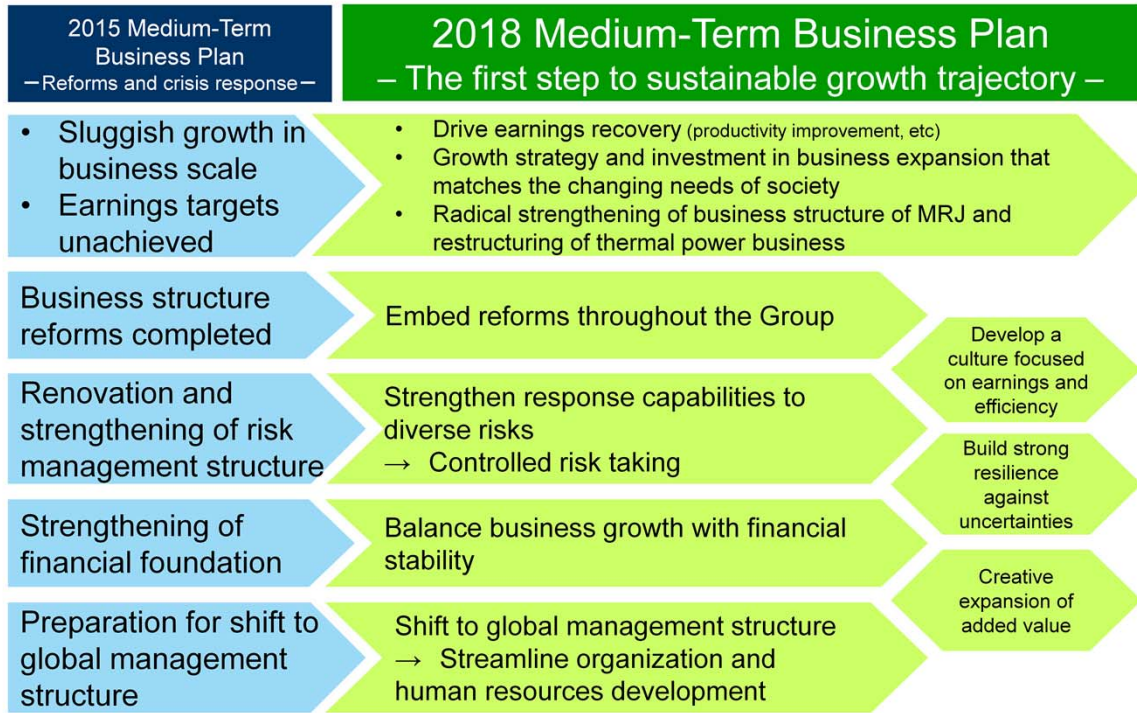 2015 Medium-Term
Business Plan
– Reforms and crisis response –
2018 Medium-Term Business Plan
– The first step to sustainable growth trajectory –
• Sluggish growth in
business scale
• Earnings targets
unachieved
• Drive earnings recovery (productivity improvement, etc)
• Growth strategy and investment in business expansion that
matches the changing needs of society
• Radical strengthening of business structure of MRJ and
restructuring of thermal power business
Business structure
reforms completed
Embed reforms throughout the Group
Renovation and
strengthening of risk
management structure
Strengthen response capabilities to
diverse risks
→ Controlled risk taking
Strengthening of
financial foundation
Balance business growth with financial
stability
Preparation for shift to
global management
structure
Shift to global management structure
→ Streamline organization and
human resources development
Develop a
culture focused
on earnings and
efficiency
Build strong
resilience
against
uncertainties
Creative
expansion of
added value